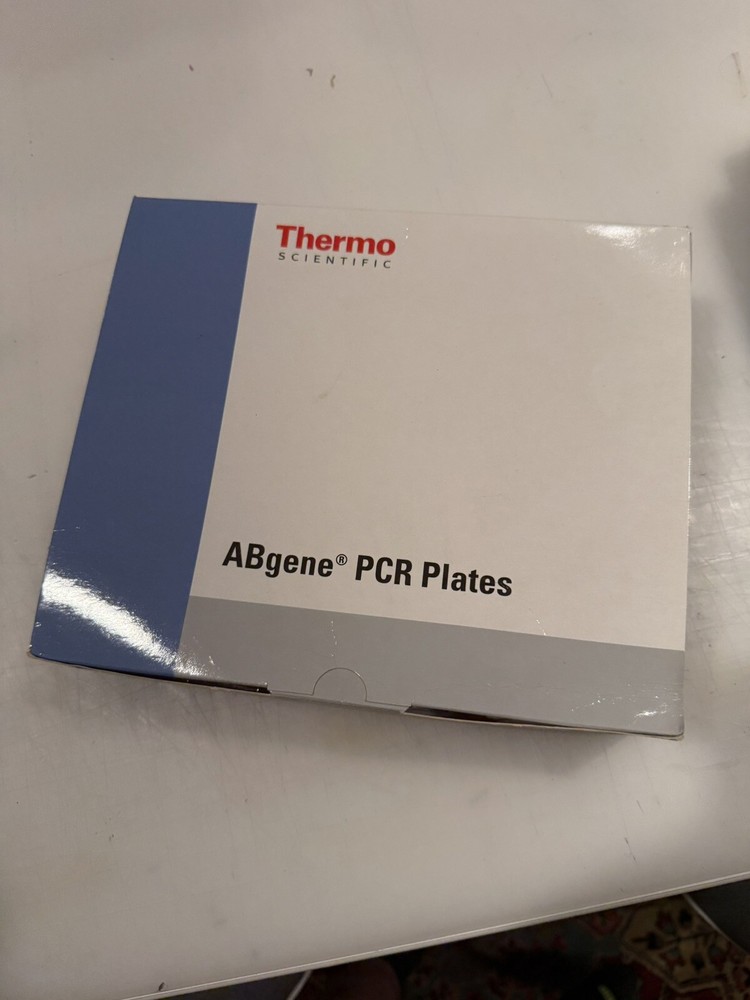 Thermo
SCIENTIFIC
ABgene® PCR Plates